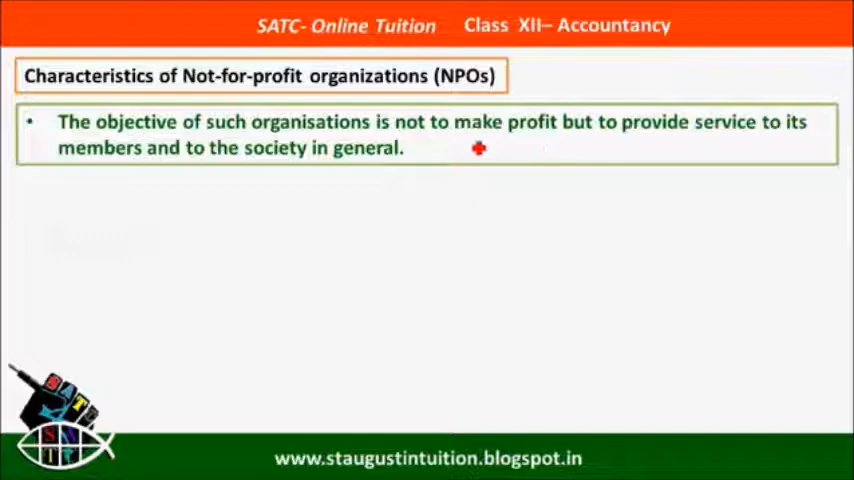 SATC- Online Tuition Class XII– Accountancy
Characteristics of Not-for-profit organizations (NPOs)
• The objective of such organisations is not to make profit but to provide service to its
members and to the society in general.
SATC
www.staugustintuition.blogspot.in